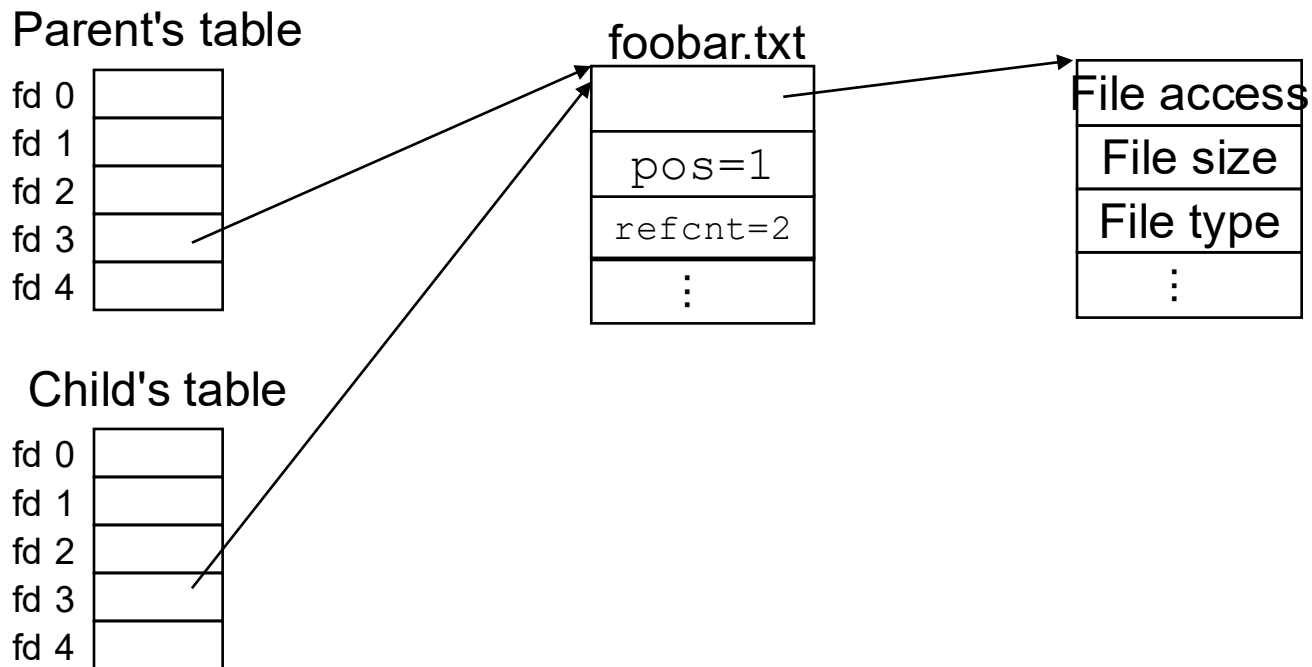 Parent's table
fd 0
fd 1
fd 2
fd 3
fd 4
foobar.txt
pos=1
refcnt=2
⋮
File access
File size
File type
⋮
Child's table
fd 0
fd 1
fd 2
fd 3
fd 4